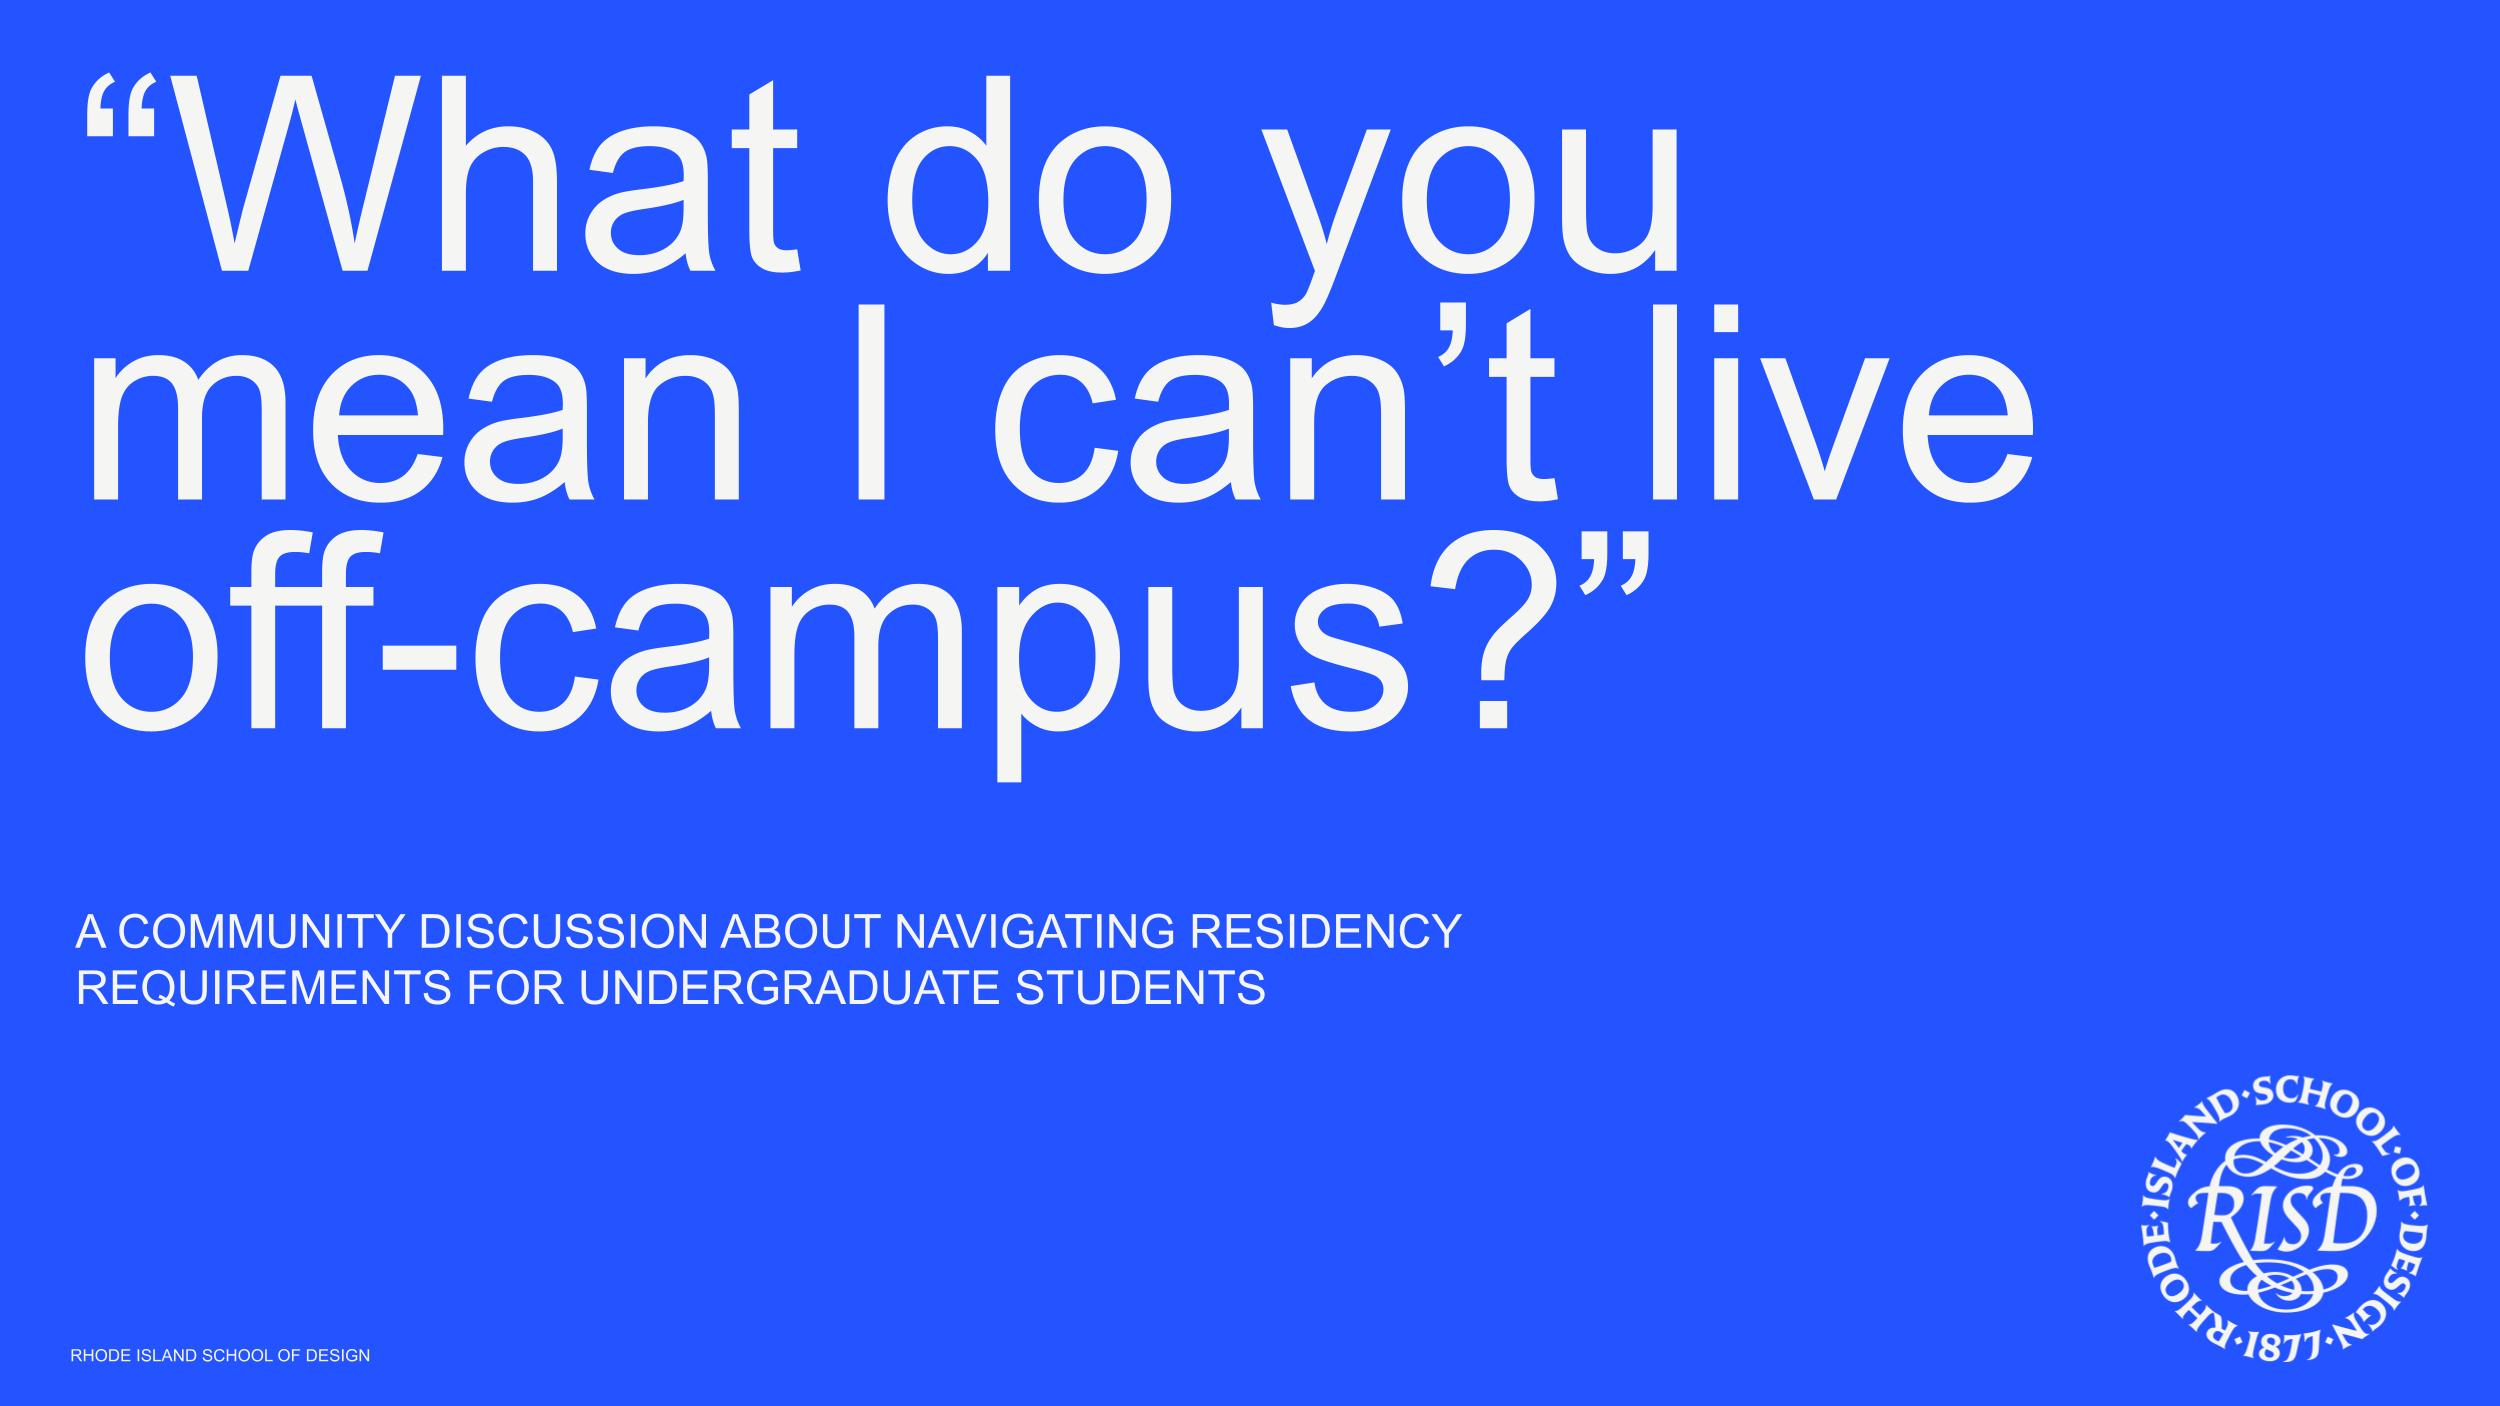 “What do you
mean I can’t live
off-campus?”
A COMMUNITY DISCUSSION ABOUT NAVIGATING RESIDENCY
REQUIREMENTS FOR UNDERGRADUATE STUDENTS
RHODE ISLAND SCHOOL OF DESIGN
RHODE·ISLAND·SCHOOL·OF·DESIGN·1877·
RISD